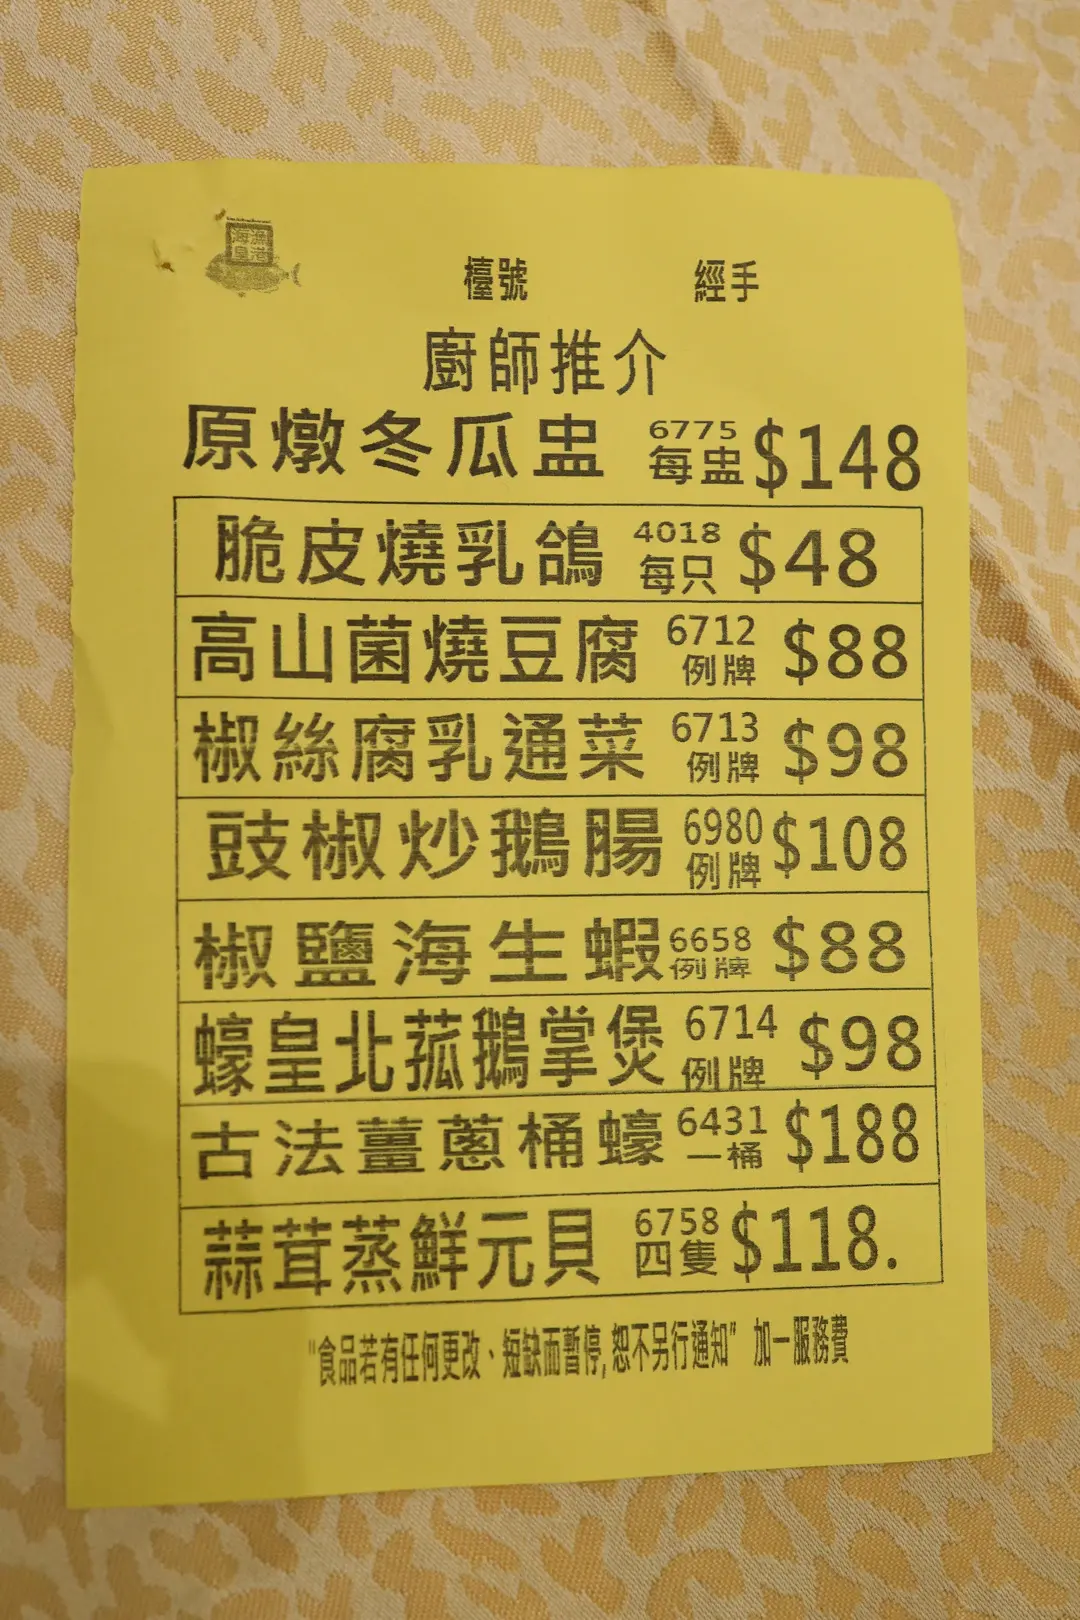 檯號 經手
廚師推介
原燉冬瓜盅 6775 每盅 $148
脆皮燒乳鴿 4018 每只 $48
高山菌燒豆腐 6712 例牌 $88
椒絲腐乳通菜 6713 例牌 $98
豉椒炒鵝腸 6980 例牌 $108
椒鹽海生蝦 6658 例牌 $88
蠔皇北菰鵝掌煲 6714 例牌 $98
古法薑蔥桶蠔 6431 一桶 $188
蒜茸蒸鮮元貝 6758 四隻 $118.
"食品若有任何更改、短缺而暫停,恕不另行通知" 加一服務費